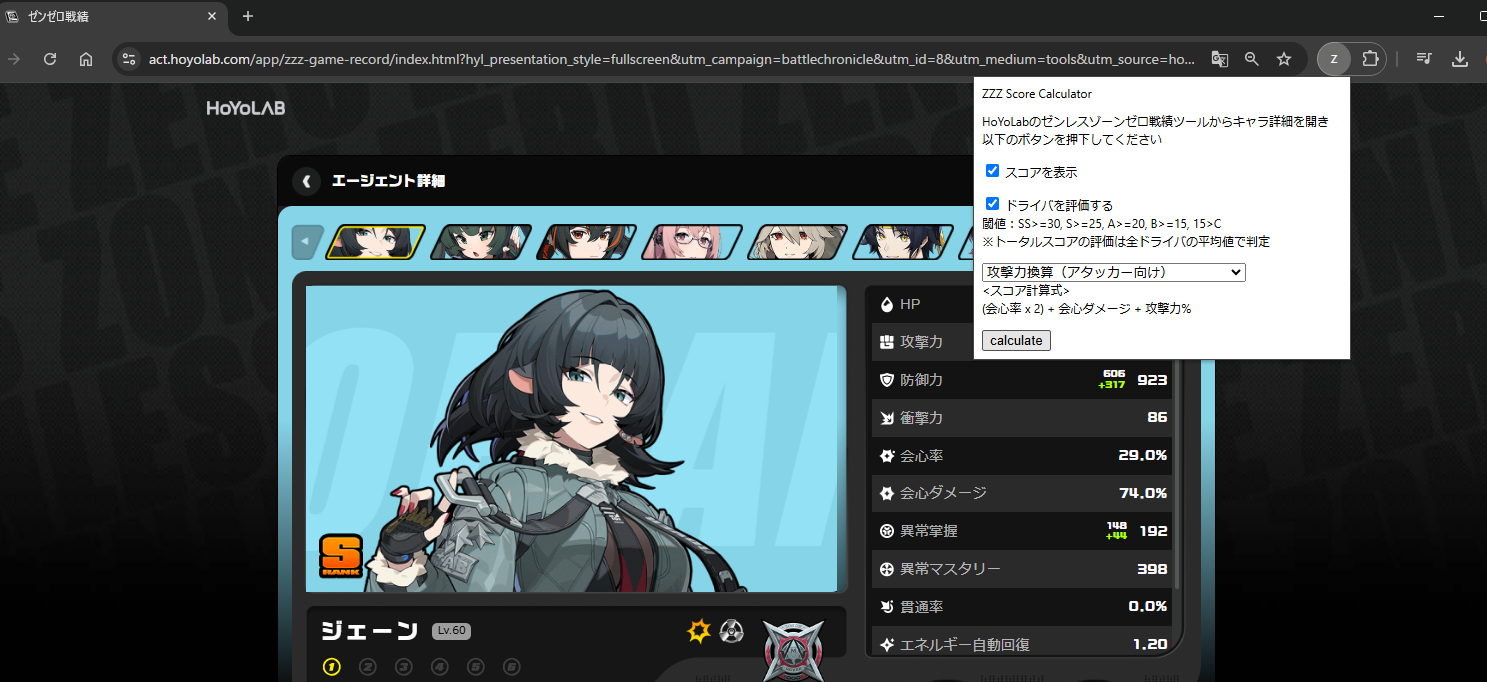 ゼンゼロ戦績
act.hoyolab.com/app/zzz-game-record/index.html?hyl_presentation_style=fullscreen&utm_campaign=battlechronicle&utm_id=8&utm_medium=tools&utm_source=ho...
Z
HoYoLAB
ZZZ Score Calculator
HoYoLabのゼンレスゾーンゼロ戦績ツールからキャラ詳細を開き
以下のボタンを押下してください
スコアを表示
ドライバを評価する
閾値:SS>=30, S>=25, A>=20, B>=15, 15>C
※トータルスコアの評価は全ドライバの平均値で判定
攻撃力換算(アタッカー向け)
<スコア計算式>
(会心率 x 2) + 会心ダメージ + 攻撃力%
calculate
エージェント詳細
HP
攻撃力
防御力 606 +317 923
衝撃力 86
会心率 29.0%
会心ダメージ 74.0%
異常掌握 148 +44 192
異常マスタリー 398
貫通率 0.0%
エネルギー自動回復 1.20
S
RANK
ジェーン Lv.60
1 2 3 4 5 6